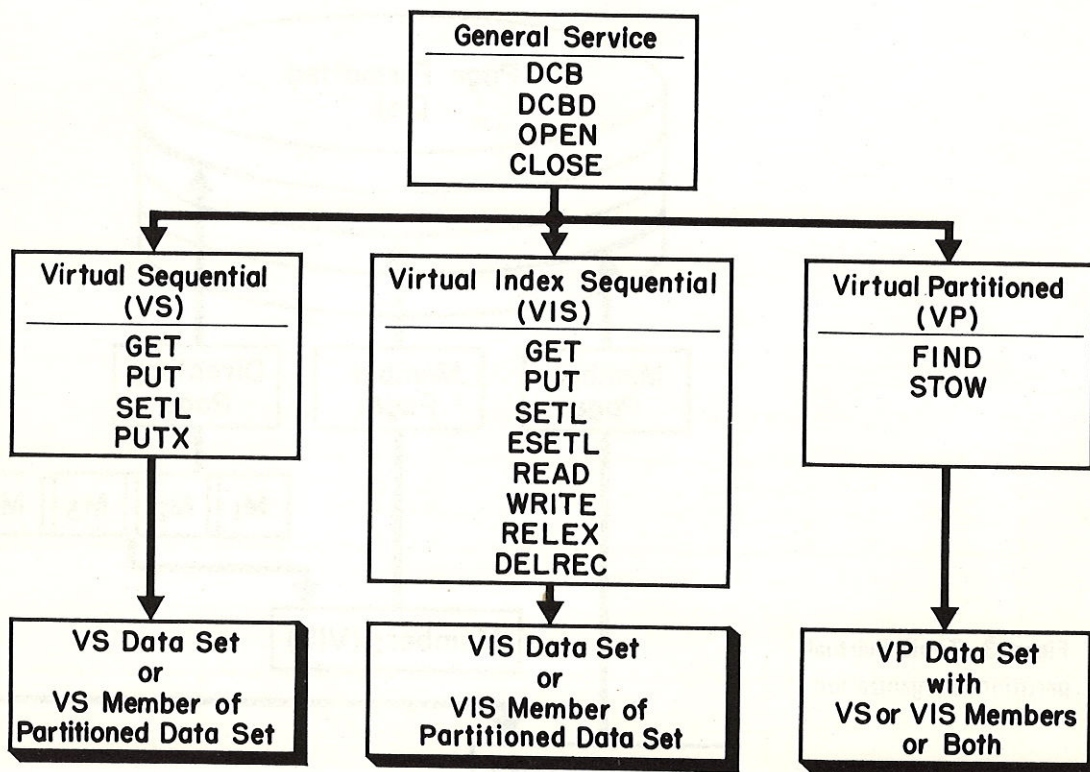 General Service
DCB
DCBD
OPEN
CLOSE
Virtual Sequential
(VS)
GET
PUT
SETL
PUTX
Virtual Index Sequential
(VIS)
GET
PUT
SETL
ESETL
READ
WRITE
RELEX
DELREC
Virtual Partitioned
(VP)
FIND
STOW
VS Data Set
or
VS Member of
Partitioned Data Set
VIS Data Set
or
VIS Member of
Partitioned Data Set
VP Data Set
with
VS or VIS Members
or Both